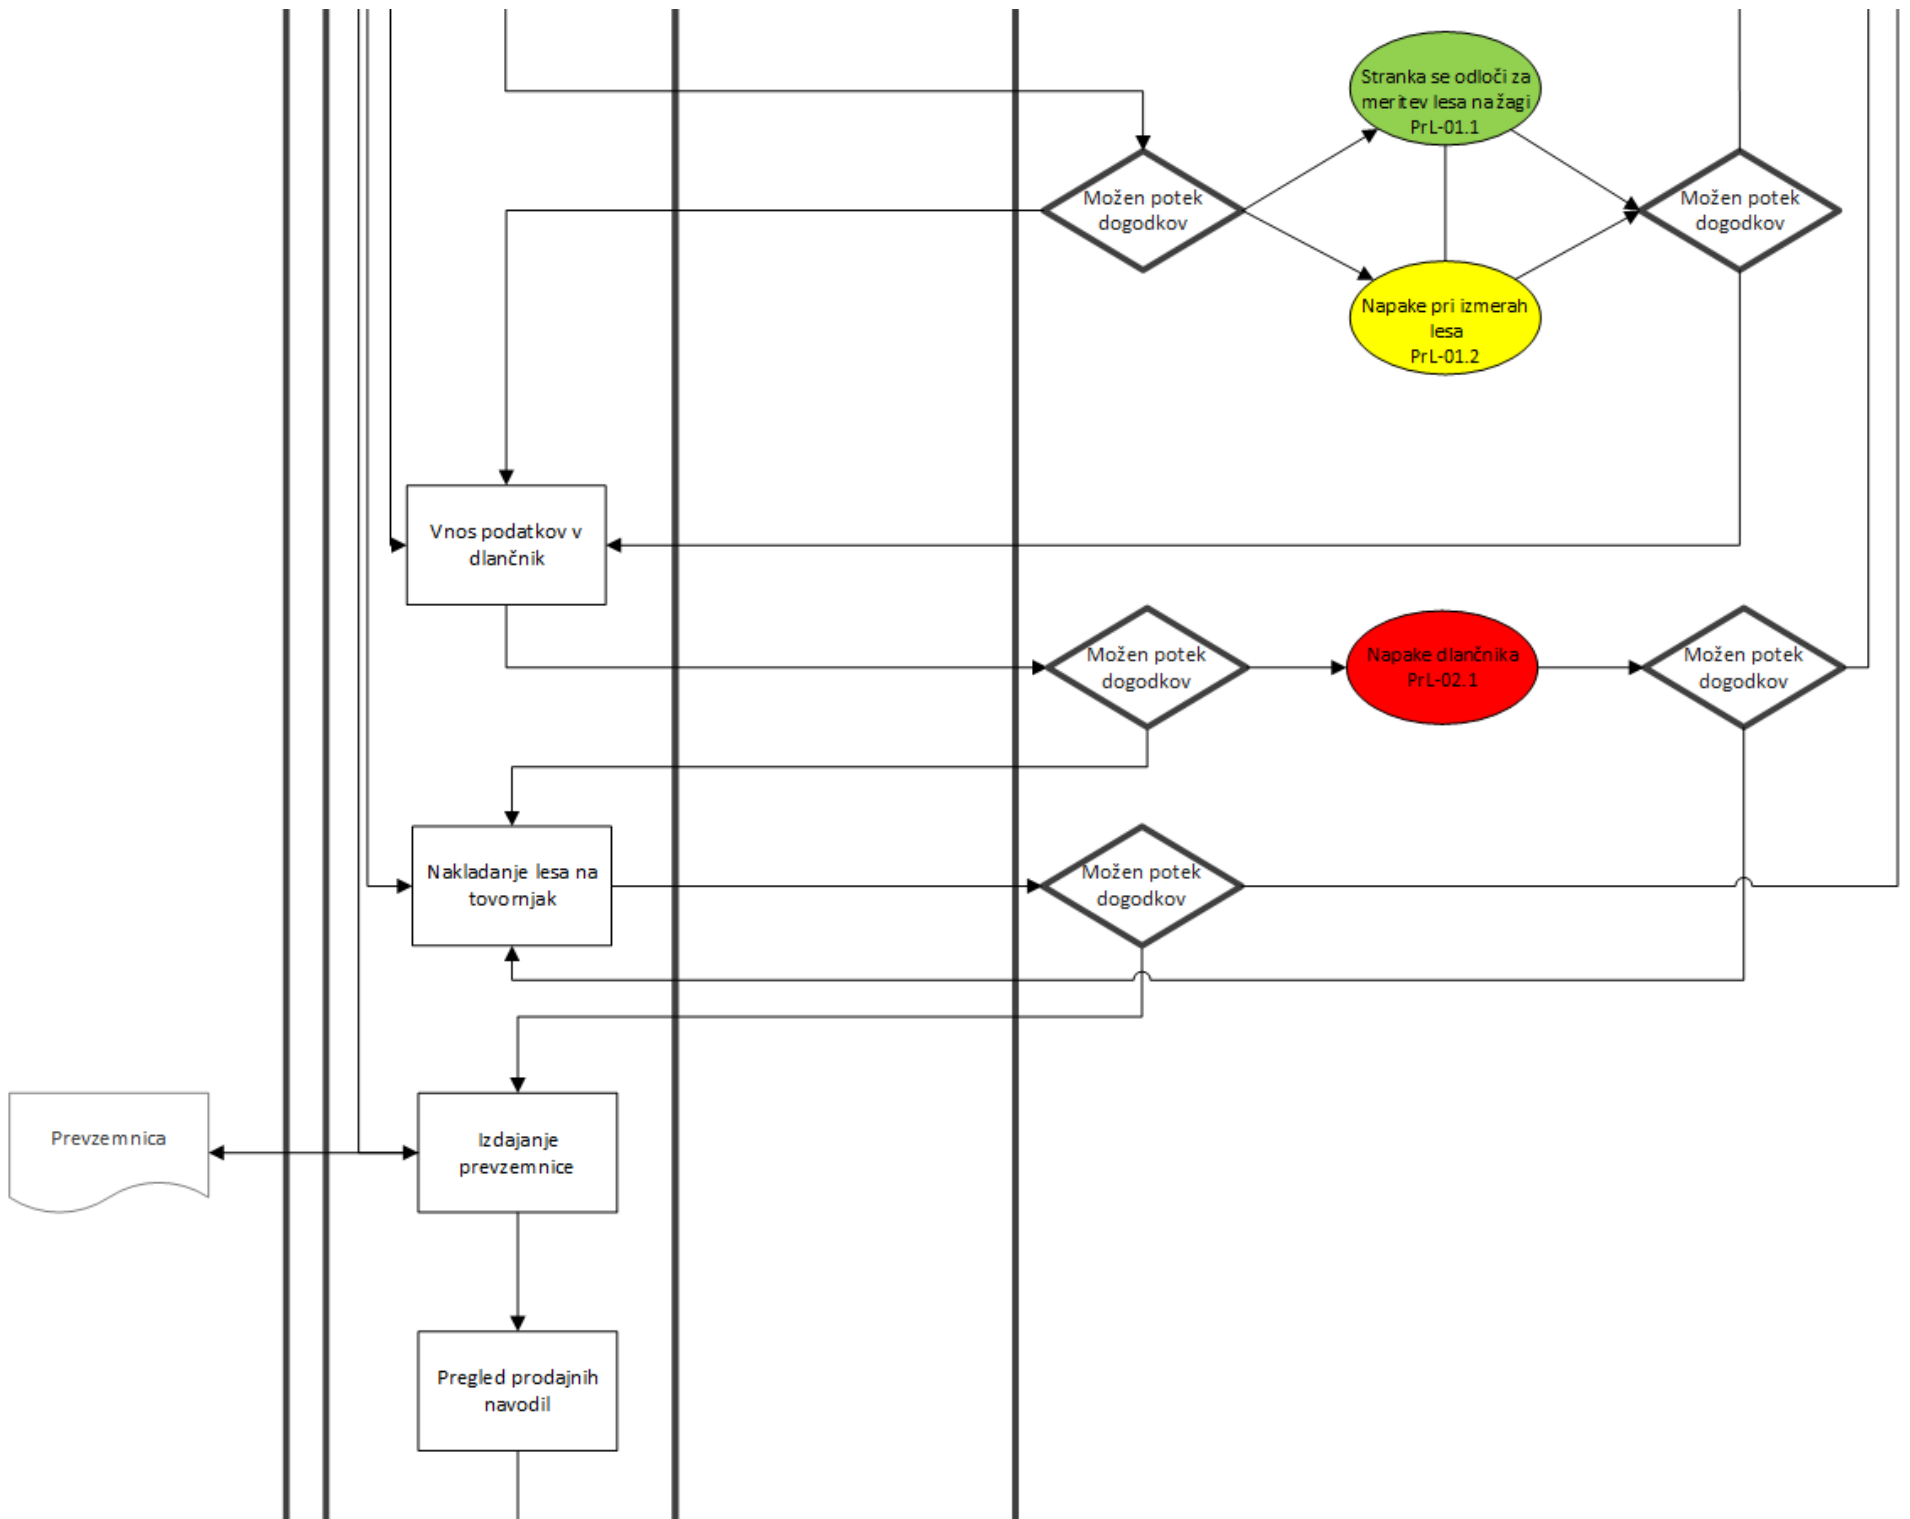 Stranka se odloči za
meritev lesa na žagi
PrL-01.1
Možen potek
dogodkov
Možen potek
dogodkov
Napake pri izmerah
lesa
PrL-01.2
Vnos podatkov v
dlančnik
Možen potek
dogodkov
Napake dlančnika
PrL-02.1
Možen potek
dogodkov
Nakladanje lesa na
tovornjak
Možen potek
dogodkov
Prevzemnica
Izdajanje
prevzemnice
Pregled prodajnih
navodil